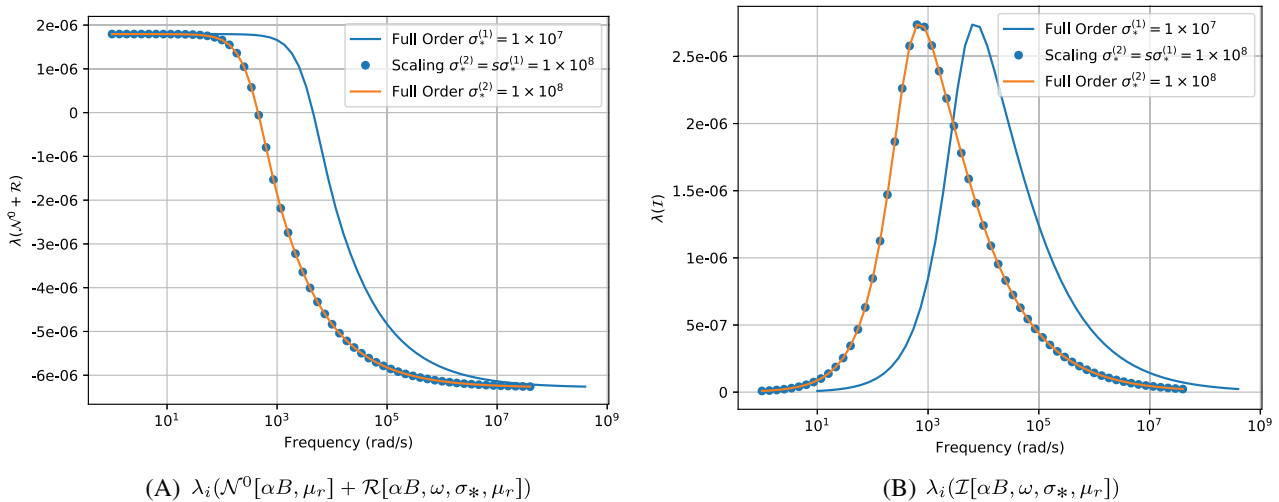 2e-06
1e-06
0
-1e-06
-2e-06
-3e-06
-4e-06
-5e-06
-6e-06
λ(𝒩⁰ + ℛ)
Full Order σ∗⁽¹⁾ = 1 × 10⁷
Scaling σ∗⁽²⁾ = sσ∗⁽¹⁾ = 1 × 10⁸
Full Order σ∗⁽²⁾ = 1 × 10⁸
10¹ 10³ 10⁵ 10⁷ 10⁹
Frequency (rad/s)
(A) λᵢ(𝒩⁰[αB, μᵣ] + ℛ[αB, ω, σ∗, μᵣ])
2.5e-06
2e-06
1.5e-06
1e-06
5e-07
0
λ(ℐ)
Full Order σ∗⁽¹⁾ = 1 × 10⁷
Scaling σ∗⁽²⁾ = sσ∗⁽¹⁾ = 1 × 10⁸
Full Order σ∗⁽²⁾ = 1 × 10⁸
10¹ 10³ 10⁵ 10⁷ 10⁹
Frequency (rad/s)
(B) λᵢ(ℐ[αB, ω, σ∗, μᵣ])